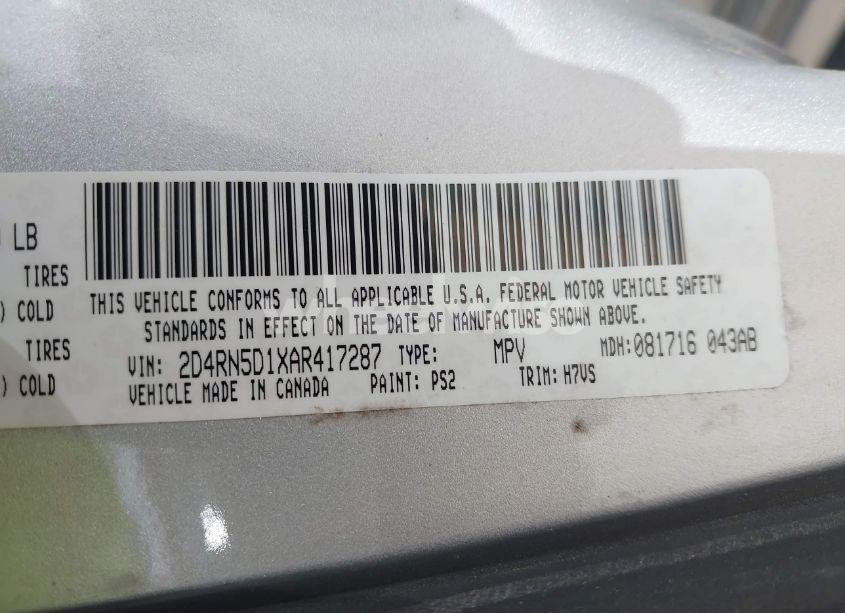 LB
THIS VEHICLE CONFORMS TO ALL APPLICABLE U.S.A. FEDERAL MOTOR VEHICLE SAFETY
TIRES
) COLD
STANDARDS IN EFFECT ON THE DATE OF MANUFACTURE SHOWN ABOVE.
TIRES
VIN: 2D4RN5D1XAR417287 TYPE: MPV MDH:081716 043AB
) COLD
VEHICLE MADE IN CANADA PAINT: PS2 TRIM: H7VS